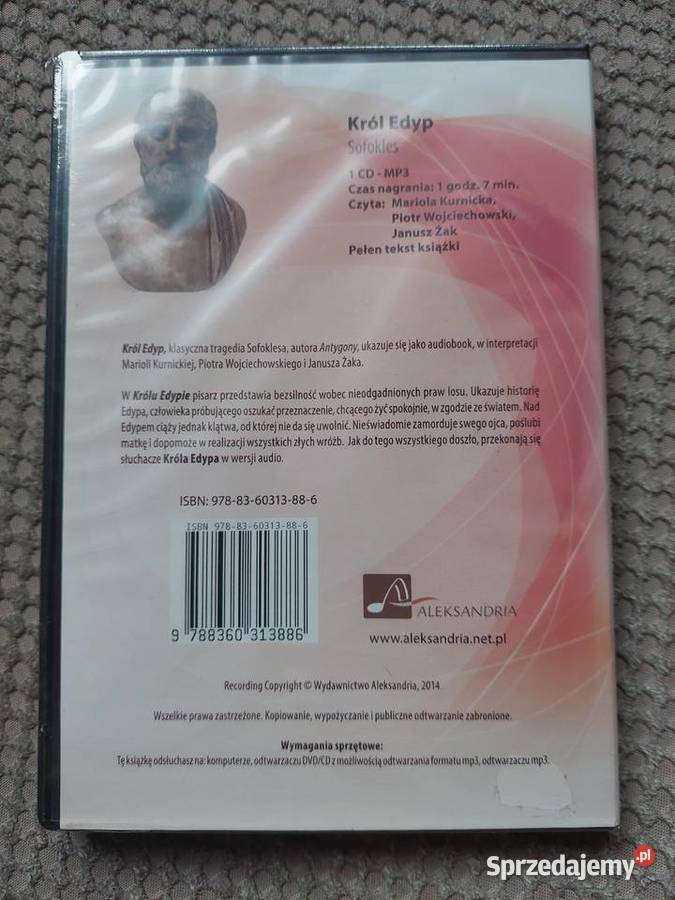 Król Edyp
Sofokles
1 CD - MP3
Czas nagrania: 1 godz. 7 min.
Czyta: Mariola Kurnicka,
Piotr Wojciechowski,
Janusz Żak
Pełen tekst książki
Król Edyp, klasyczna tragedia Sofoklesa, autora Antygony, ukazuje się jako audiobook, w interpretacji
Marioli Kurnickiej, Piotra Wojciechowskiego i Janusza Żaka.
W Królu Edypie pisarz przedstawia bezsilność wobec nieodgadnionych praw losu. Ukazuje historię
Edypa, człowieka próbującego oszukać przeznaczenie, chcącego żyć spokojnie, w zgodzie ze światem. Nad
Edypem ciąży jednak klątwa, od której nie da się uwolnić. Nieświadomie zamorduje swego ojca, poślubi
matkę i dopomoże w realizacji wszystkich złych wróżb. Jak do tego wszystkiego doszło, przekonają się
słuchacze Króla Edypa w wersji audio.
ISBN: 978-83-60313-88-6
ISBN 978-83-60313-88-6
9 788360 313886
ALEKSANDRIA
www.aleksandria.net.pl
Recording Copyright © Wydawnictwo Aleksandria, 2014
Wszelkie prawa zastrzeżone. Kopiowanie, wypożyczanie i publiczne odtwarzanie zabronione.
Wymagania sprzętowe:
Tę książkę odsłuchasz na: komputerze, odtwarzaczu DVD/CD z możliwością odtwarzania formatu mp3, odtwarzaczu mp3.
Sprzedajemy.pl